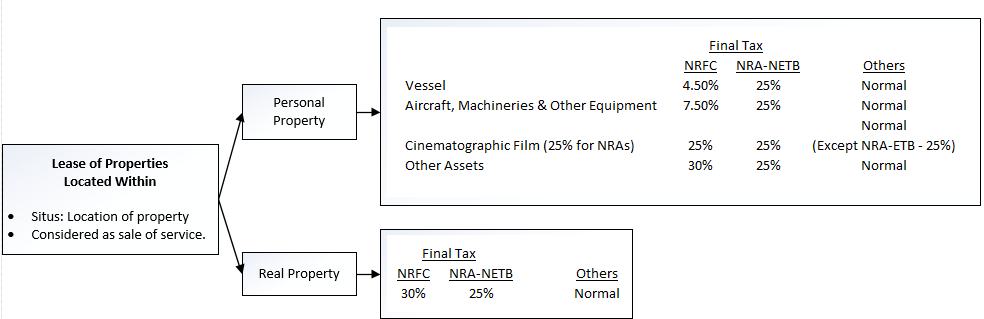 Lease of Properties
Located Within
• Situs: Location of property
• Considered as sale of service.
Personal
Property
Final Tax
NRFC NRA-NETB Others
Vessel 4.50% 25% Normal
Aircraft, Machineries & Other Equipment 7.50% 25% Normal
Normal
Cinematographic Film (25% for NRAs) 25% 25% (Except NRA-ETB - 25%)
Other Assets 30% 25% Normal
Real Property
Final Tax
NRFC NRA-NETB Others
30% 25% Normal